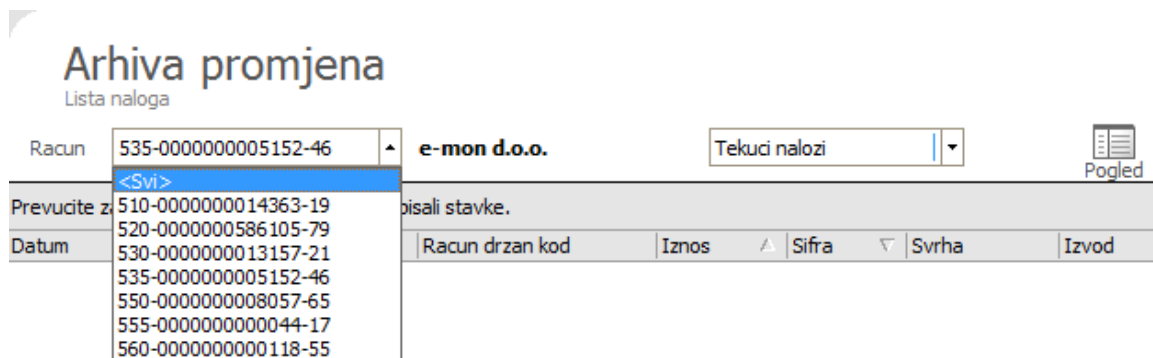 Arhiva promjena
Lista naloga
Racun 535-0000000005152-46 e-mon d.o.o. Tekuci nalozi
Pogled
<Svi>
Prevucite pisali stavke.
510-0000000014363-19
520-0000000586105-79
Datum Racun drzan kod Iznos Sifra Svrha Izvod
530-0000000013157-21
535-0000000005152-46
550-0000000008057-65
555-0000000000044-17
560-0000000000118-55